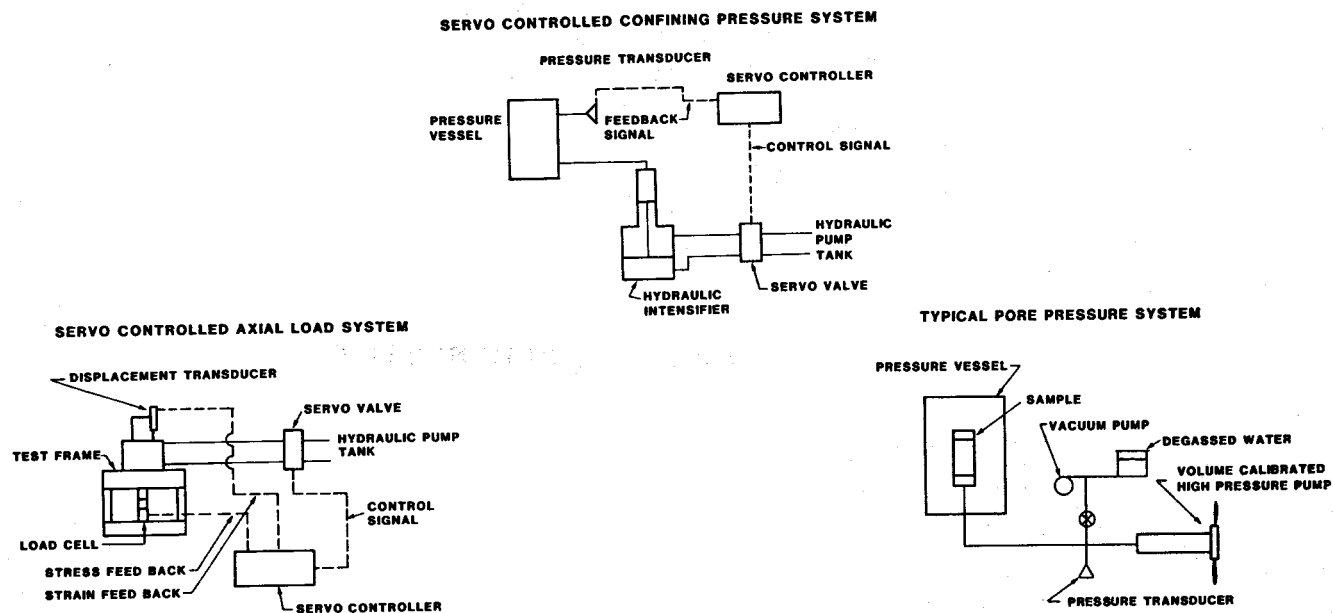 SERVO CONTROLLED CONFINING PRESSURE SYSTEM
PRESSURE TRANSDUCER
SERVO CONTROLLER
PRESSURE
VESSEL
FEEDBACK
SIGNAL
CONTROL SIGNAL
HYDRAULIC
PUMP
TANK
SERVO VALVE
HYDRAULIC
INTENSIFIER
SERVO CONTROLLED AXIAL LOAD SYSTEM
DISPLACEMENT TRANSDUCER
SERVO VALVE
HYDRAULIC PUMP
TANK
TEST FRAME
CONTROL
SIGNAL
LOAD CELL
STRESS FEED BACK
STRAIN FEED BACK
SERVO CONTROLLER
TYPICAL PORE PRESSURE SYSTEM
PRESSURE VESSEL
SAMPLE
VACUUM PUMP
DEGASSED WATER
VOLUME CALIBRATED
HIGH PRESSURE PUMP
PRESSURE TRANSDUCER